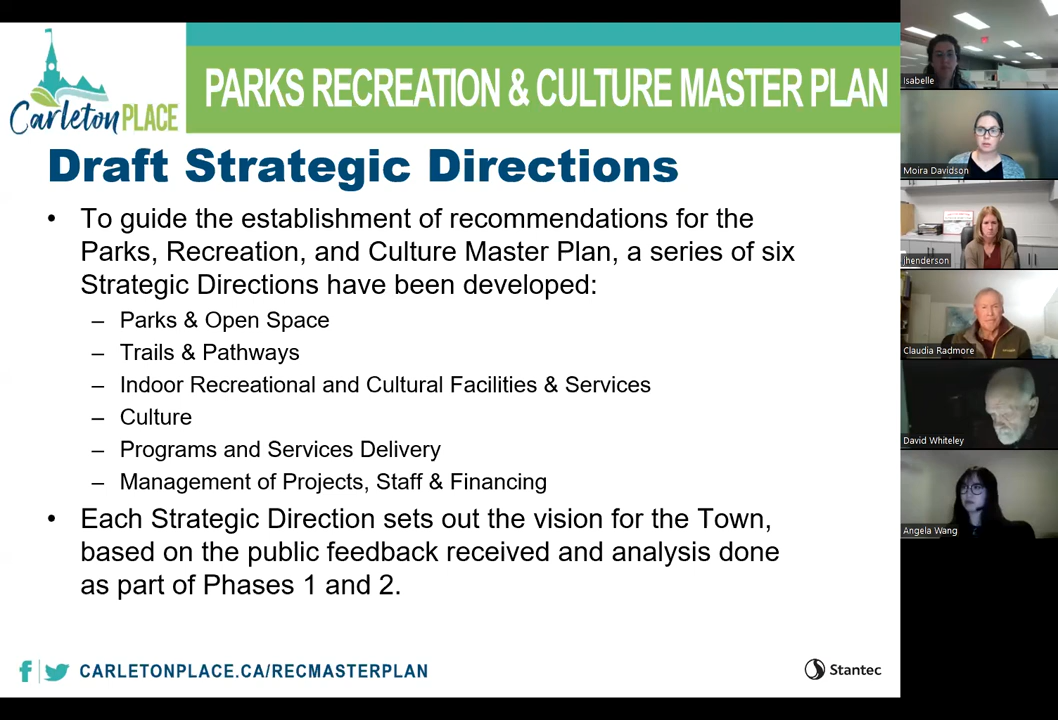 Carleton PLACE
PARKS RECREATION & CULTURE MASTER PLAN
Draft Strategic Directions
• To guide the establishment of recommendations for the
Parks, Recreation, and Culture Master Plan, a series of six
Strategic Directions have been developed:
– Parks & Open Space
– Trails & Pathways
– Indoor Recreational and Cultural Facilities & Services
– Culture
– Programs and Services Delivery
– Management of Projects, Staff & Financing
• Each Strategic Direction sets out the vision for the Town,
based on the public feedback received and analysis done
as part of Phases 1 and 2.
CARLETONPLACE.CA/RECMASTERPLAN
Stantec
Isabelle
Moira Davidson
jhenderson
Claudia Radmore
David Whiteley
Angela Wang